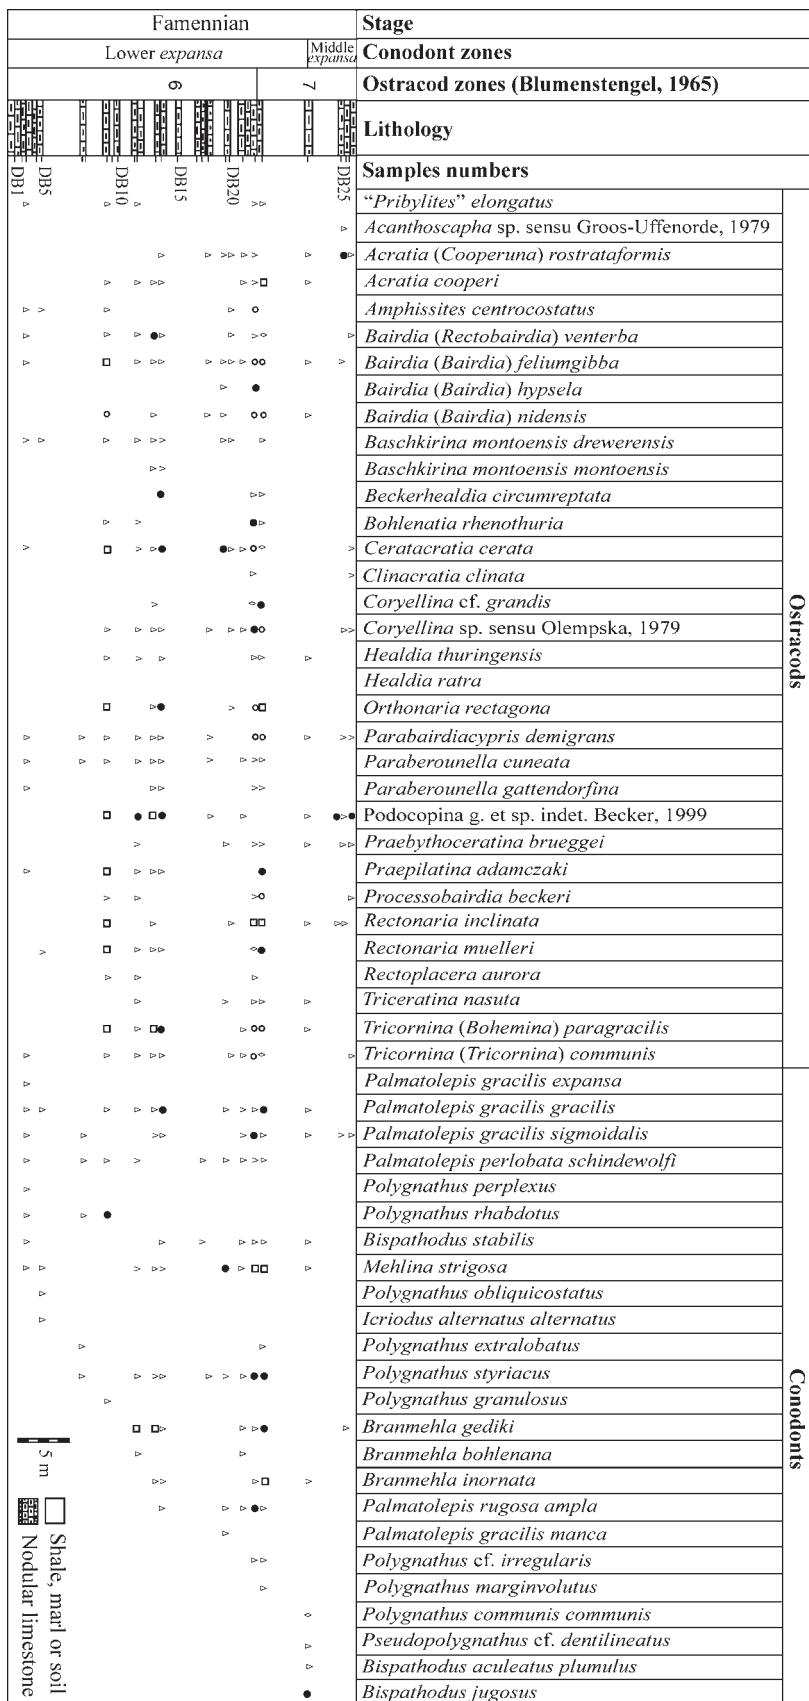 Famennian Stage
Lower expansa Middle expansa Conodont zones
6 7 Ostracod zones (Blumenstengel, 1965)
Lithology
DB1 DB5 DB10 DB15 DB20 DB25 Samples numbers
Ostracods
“Pribylites” elongatus
Acanthoscapha sp. sensu Groos-Uffenorde, 1979
Acratia (Cooperuna) rostrataformis
Acratia cooperi
Amphissites centrocostatus
Bairdia (Rectobairdia) venterba
Bairdia (Bairdia) feliumgibba
Bairdia (Bairdia) hypsela
Bairdia (Bairdia) nidensis
Baschkirina montoensis drewerensis
Baschkirina montoensis montoensis
Beckerhealdia circumreptata
Bohlenatia rhenothuria
Ceratacratia cerata
Clinacratia clinata
Coryellina cf. grandis
Coryellina sp. sensu Olempska, 1979
Healdia thuringensis
Healdia ratra
Orthonaria rectagona
Parabairdiacypris demigrans
Paraberounella cuneata
Paraberounella gattendorfina
Podocopina g. et sp. indet. Becker, 1999
Praebythoceratina brueggei
Praepilatina adamczaki
Processobairdia beckeri
Rectonaria inclinata
Rectonaria muelleri
Rectoplacera aurora
Triceratina nasuta
Tricornina (Bohemina) paragracilis
Tricornina (Tricornina) communis
Conodonts
Palmatolepis gracilis expansa
Palmatolepis gracilis gracilis
Palmatolepis gracilis sigmoidalis
Palmatolepis perlobata schindewolfi
Polygnathus perplexus
Polygnathus rhabdotus
Bispathodus stabilis
Mehlina strigosa
Polygnathus obliquicostatus
Icriodus alternatus alternatus
Polygnathus extralobatus
Polygnathus styriacus
Polygnathus granulosus
Branmehla gediki
Branmehla bohlenana
Branmehla inornata
Palmatolepis rugosa ampla
Palmatolepis gracilis manca
Polygnathus cf. irregularis
Polygnathus marginvolutus
Polygnathus communis communis
Pseudopolygnathus cf. dentilineatus
Bispathodus aculeatus plumulus
Bispathodus jugosus
5 m
Shale, marl or soil
Nodular limestone